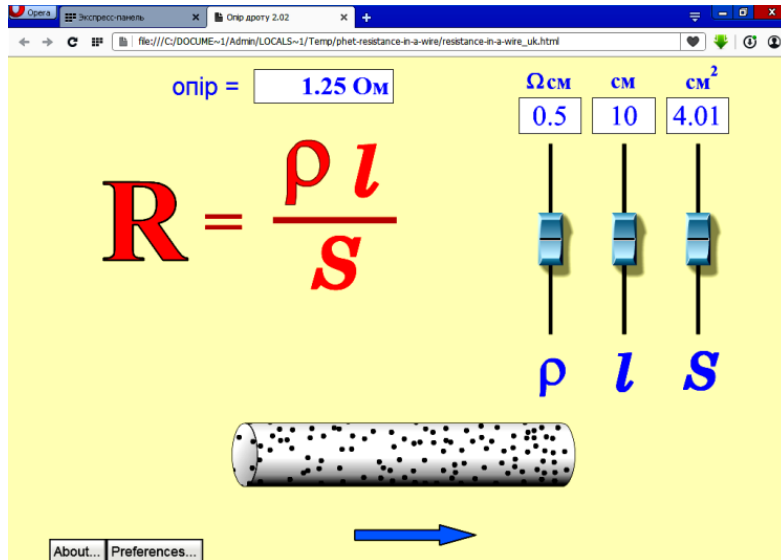 Opera Экспресс-панель Опір дроту 2.02
file:///C:/DOCUME~1/Admin/LOCALS~1/Temp/phet-resistance-in-a-wire/resistance-in-a-wire_uk.html
опір = 1.25 Ом
Ωсм см см²
0.5 10 4.01
R = ρ l / S
ρ l S
About... Preferences...